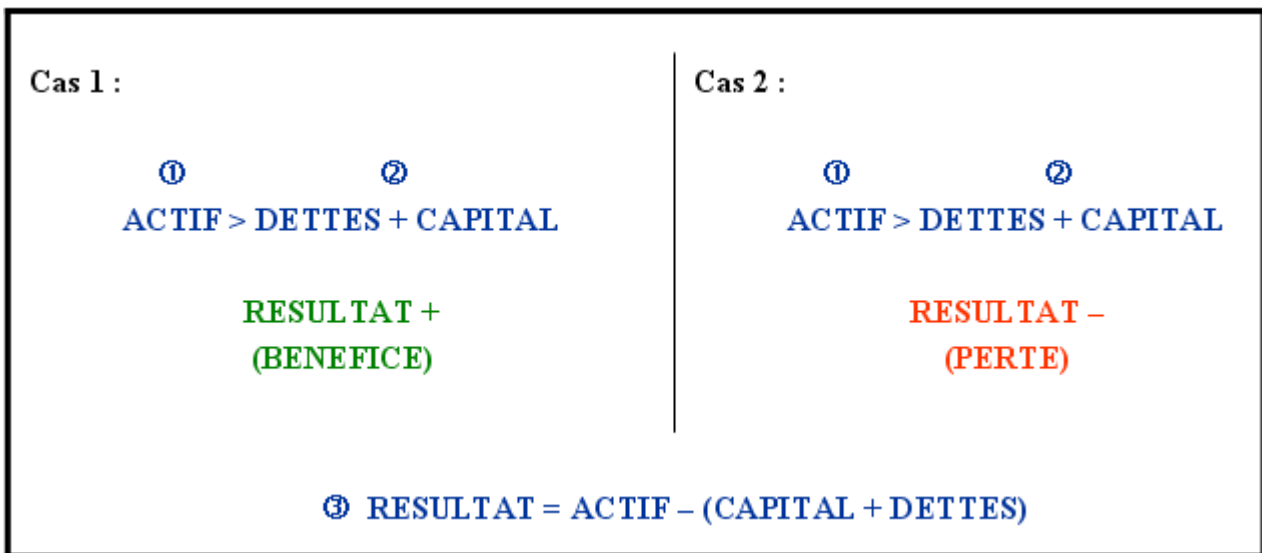 Cas 1 :
① ②
ACTIF > DETTES + CAPITAL
RESULTAT +
(BENEFICE)
Cas 2 :
① ②
ACTIF > DETTES + CAPITAL
RESULTAT –
(PERTE)
③ RESULTAT = ACTIF – (CAPITAL + DETTES)